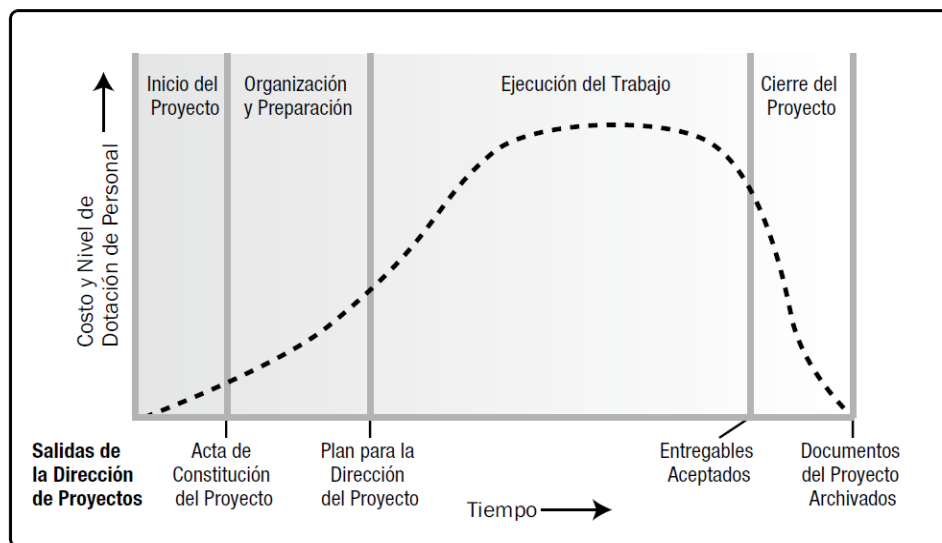 Inicio del
Proyecto
Organización
y Preparación
Ejecución del Trabajo
Cierre del
Proyecto
Costo y Nivel de
Dotación de Personal
Salidas de
la Dirección
de Proyectos
Acta de
Constitución
del Proyecto
Plan para la
Dirección
del Proyecto
Entregables
Aceptados
Documentos
del Proyecto
Archivados
Tiempo